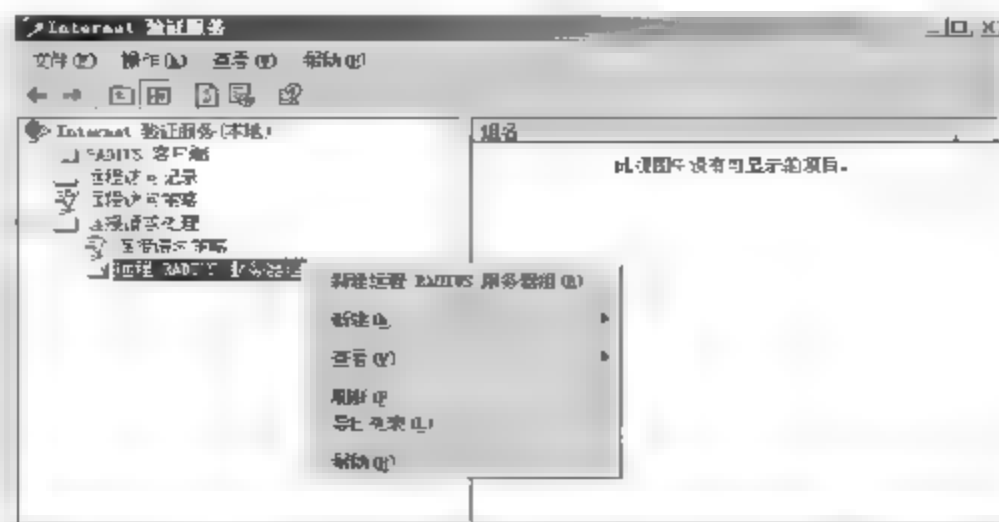 Internet 验证服务
文件(F) 操作(A) 查看(V) 帮助(H)
Internet 验证服务(本地)
组名
RADIUS 客户端
此视图中没有可显示的项目。
远程访问记录
远程访问策略
连接请求处理
连接请求策略
远程 RADIUS 服务器组
新建远程 RADIUS 服务器组(R)
新建(N)
查看(V)
刷新(F)
导出列表(L)
帮助(H)